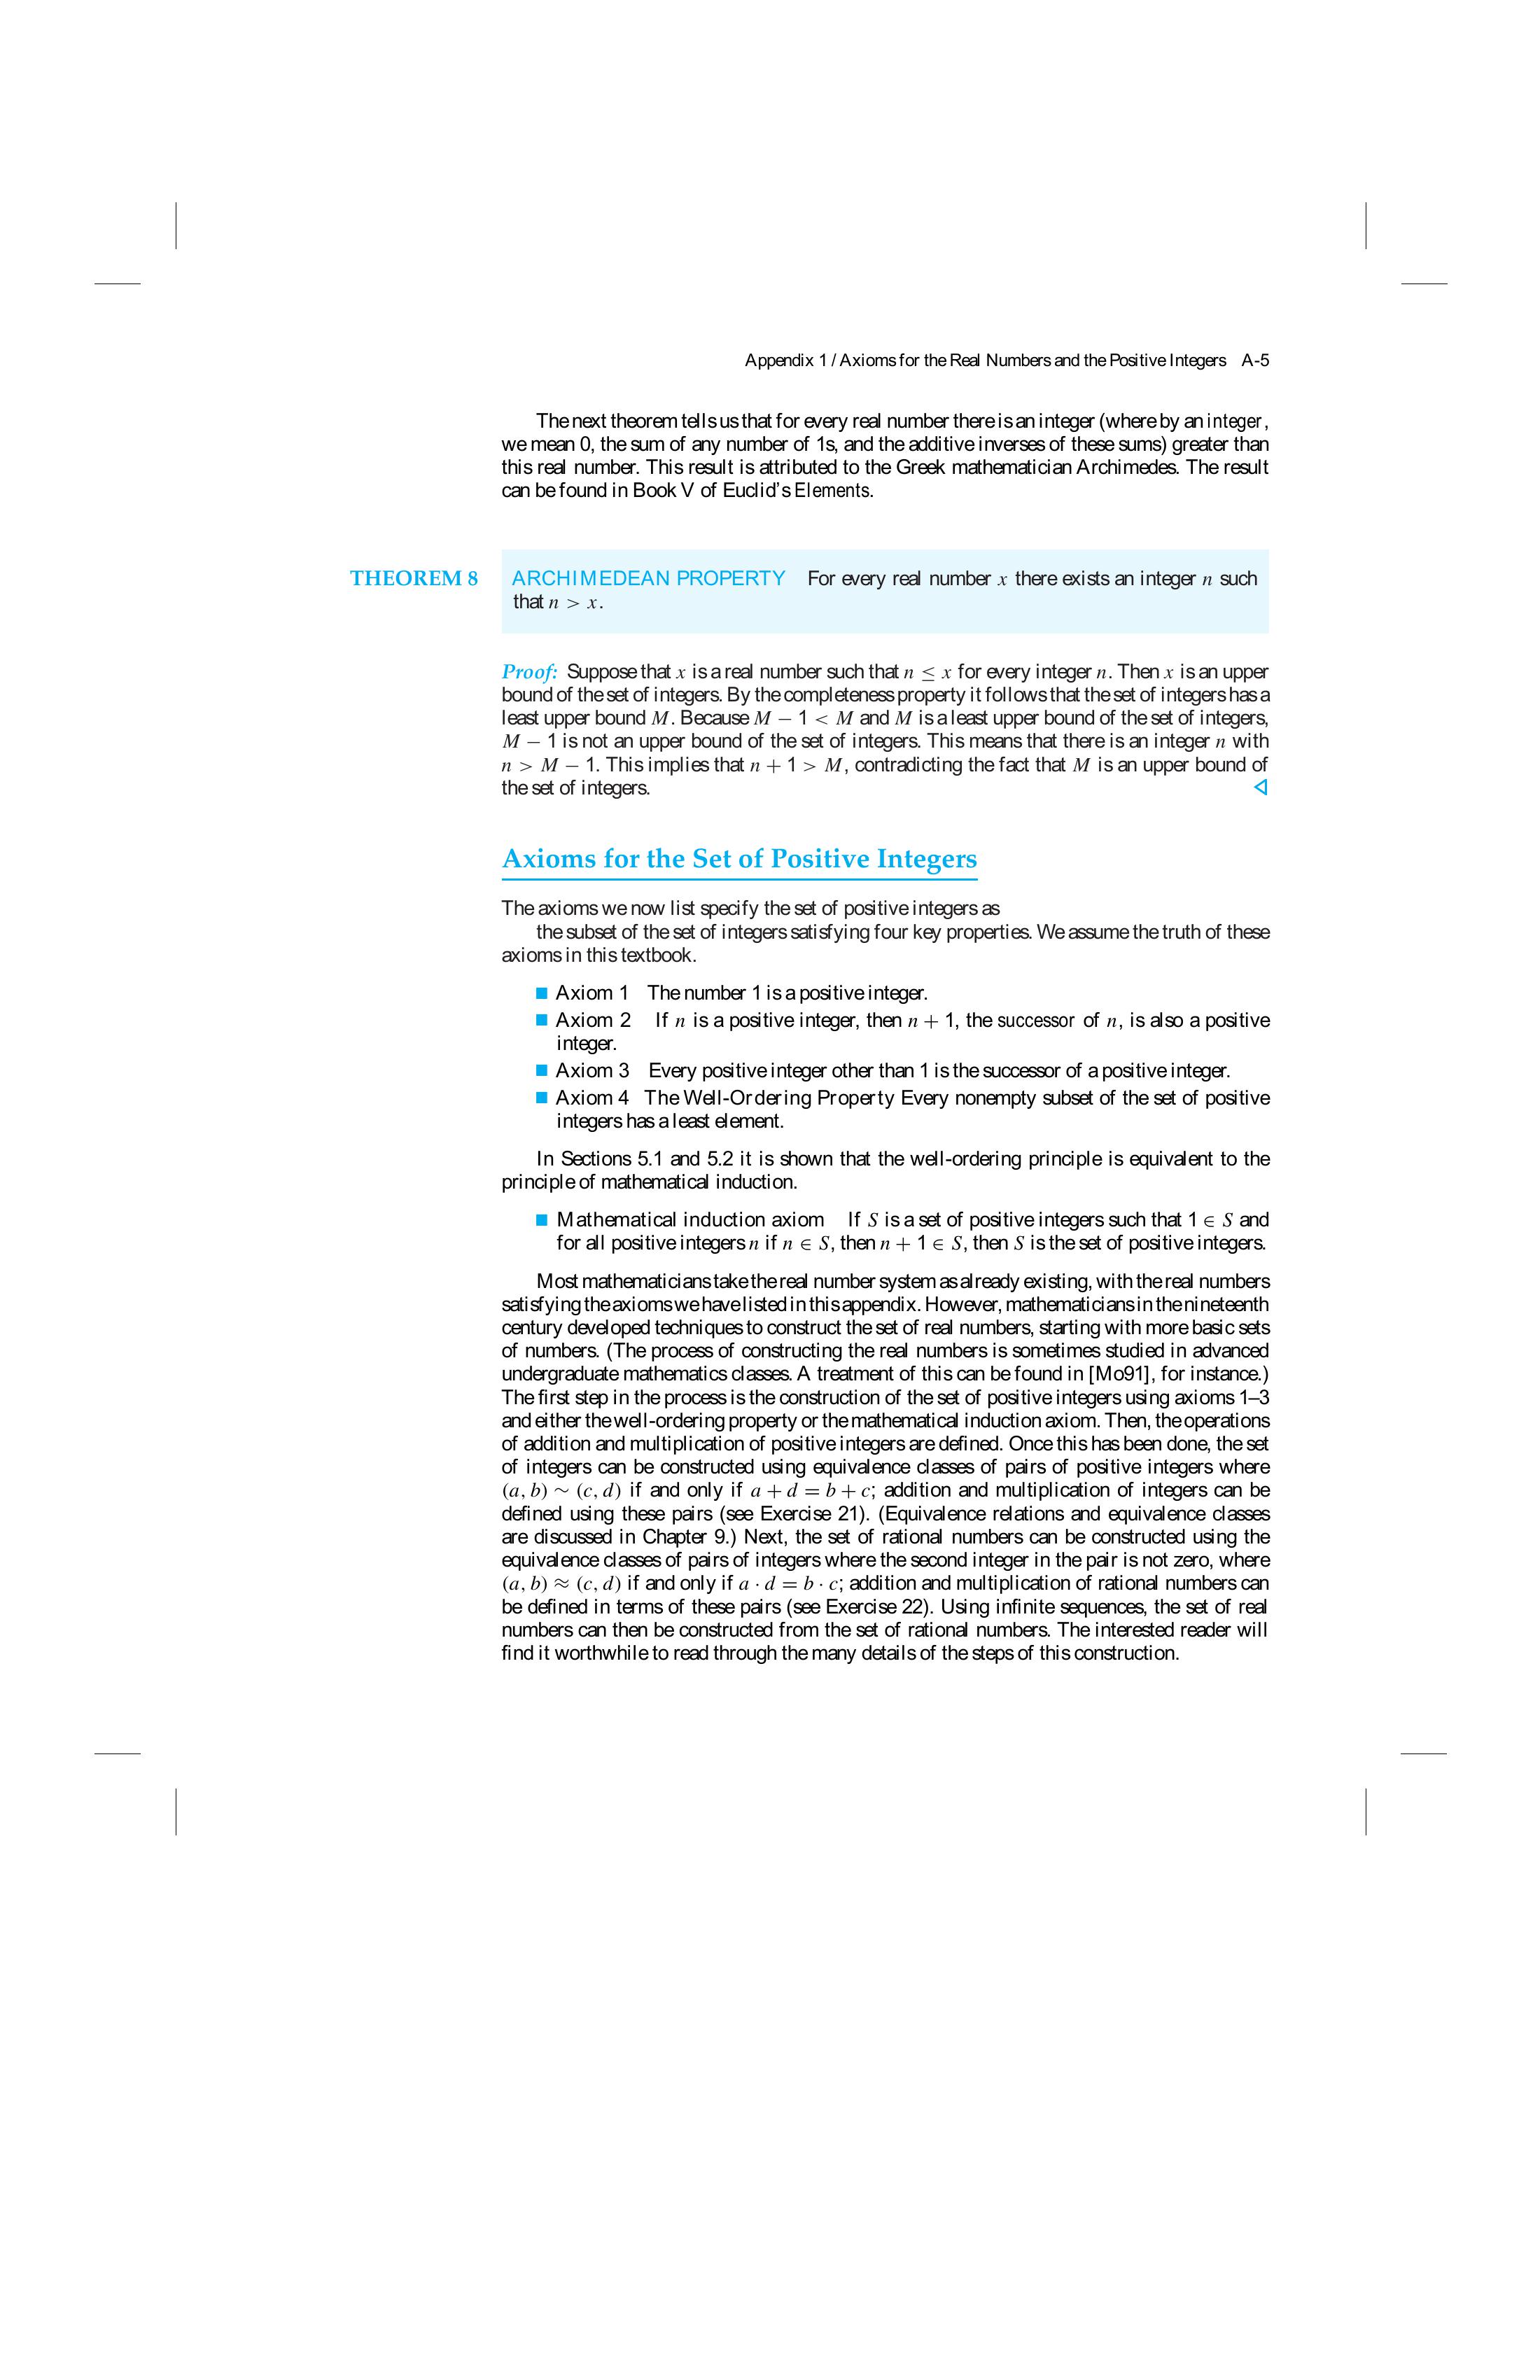 Appendix 1 / Axioms for the Real Numbers and the Positive Integers A-5
The next theorem tells us that for every real number there is an integer (where by an integer,
we mean 0, the sum of any number of 1s, and the additive inverses of these sums) greater than
this real number. This result is attributed to the Greek mathematician Archimedes. The result
can be found in Book V of Euclid’s Elements.
THEOREM 8 ARCHIMEDEAN PROPERTY For every real number x there exists an integer n such
that n > x.
Proof: Suppose that x is a real number such that n ≤ x for every integer n. Then x is an upper
bound of the set of integers. By the completeness property it follows that the set of integers has a
least upper bound M. Because M − 1 < M and M is a least upper bound of the set of integers,
M − 1 is not an upper bound of the set of integers. This means that there is an integer n with
n > M − 1. This implies that n + 1 > M, contradicting the fact that M is an upper bound of
the set of integers. ◁
Axioms for the Set of Positive Integers
The axioms we now list specify the set of positive integers as
the subset of the set of integers satisfying four key properties. We assume the truth of these
axioms in this textbook.
■ Axiom 1 The number 1 is a positive integer.
■ Axiom 2 If n is a positive integer, then n + 1, the successor of n, is also a positive
integer.
■ Axiom 3 Every positive integer other than 1 is the successor of a positive integer.
■ Axiom 4 The Well-Ordering Property Every nonempty subset of the set of positive
integers has a least element.
In Sections 5.1 and 5.2 it is shown that the well-ordering principle is equivalent to the
principle of mathematical induction.
■ Mathematical induction axiom If S is a set of positive integers such that 1 ∈ S and
for all positive integers n if n ∈ S, then n + 1 ∈ S, then S is the set of positive integers.
Most mathematicians take the real number system as already existing, with the real numbers
satisfying the axioms we have listed in this appendix. However, mathematicians in the nineteenth
century developed techniques to construct the set of real numbers, starting with more basic sets
of numbers. (The process of constructing the real numbers is sometimes studied in advanced
undergraduate mathematics classes. A treatment of this can be found in [Mo91], for instance.)
The first step in the process is the construction of the set of positive integers using axioms 1–3
and either the well-ordering property or the mathematical induction axiom. Then, the operations
of addition and multiplication of positive integers are defined. Once this has been done, the set
of integers can be constructed using equivalence classes of pairs of positive integers where
(a, b) ∼ (c, d) if and only if a + d = b + c; addition and multiplication of integers can be
defined using these pairs (see Exercise 21). (Equivalence relations and equivalence classes
are discussed in Chapter 9.) Next, the set of rational numbers can be constructed using the
equivalence classes of pairs of integers where the second integer in the pair is not zero, where
(a, b) ≈ (c, d) if and only if a · d = b · c; addition and multiplication of rational numbers can
be defined in terms of these pairs (see Exercise 22). Using infinite sequences, the set of real
numbers can then be constructed from the set of rational numbers. The interested reader will
find it worthwhile to read through the many details of the steps of this construction.